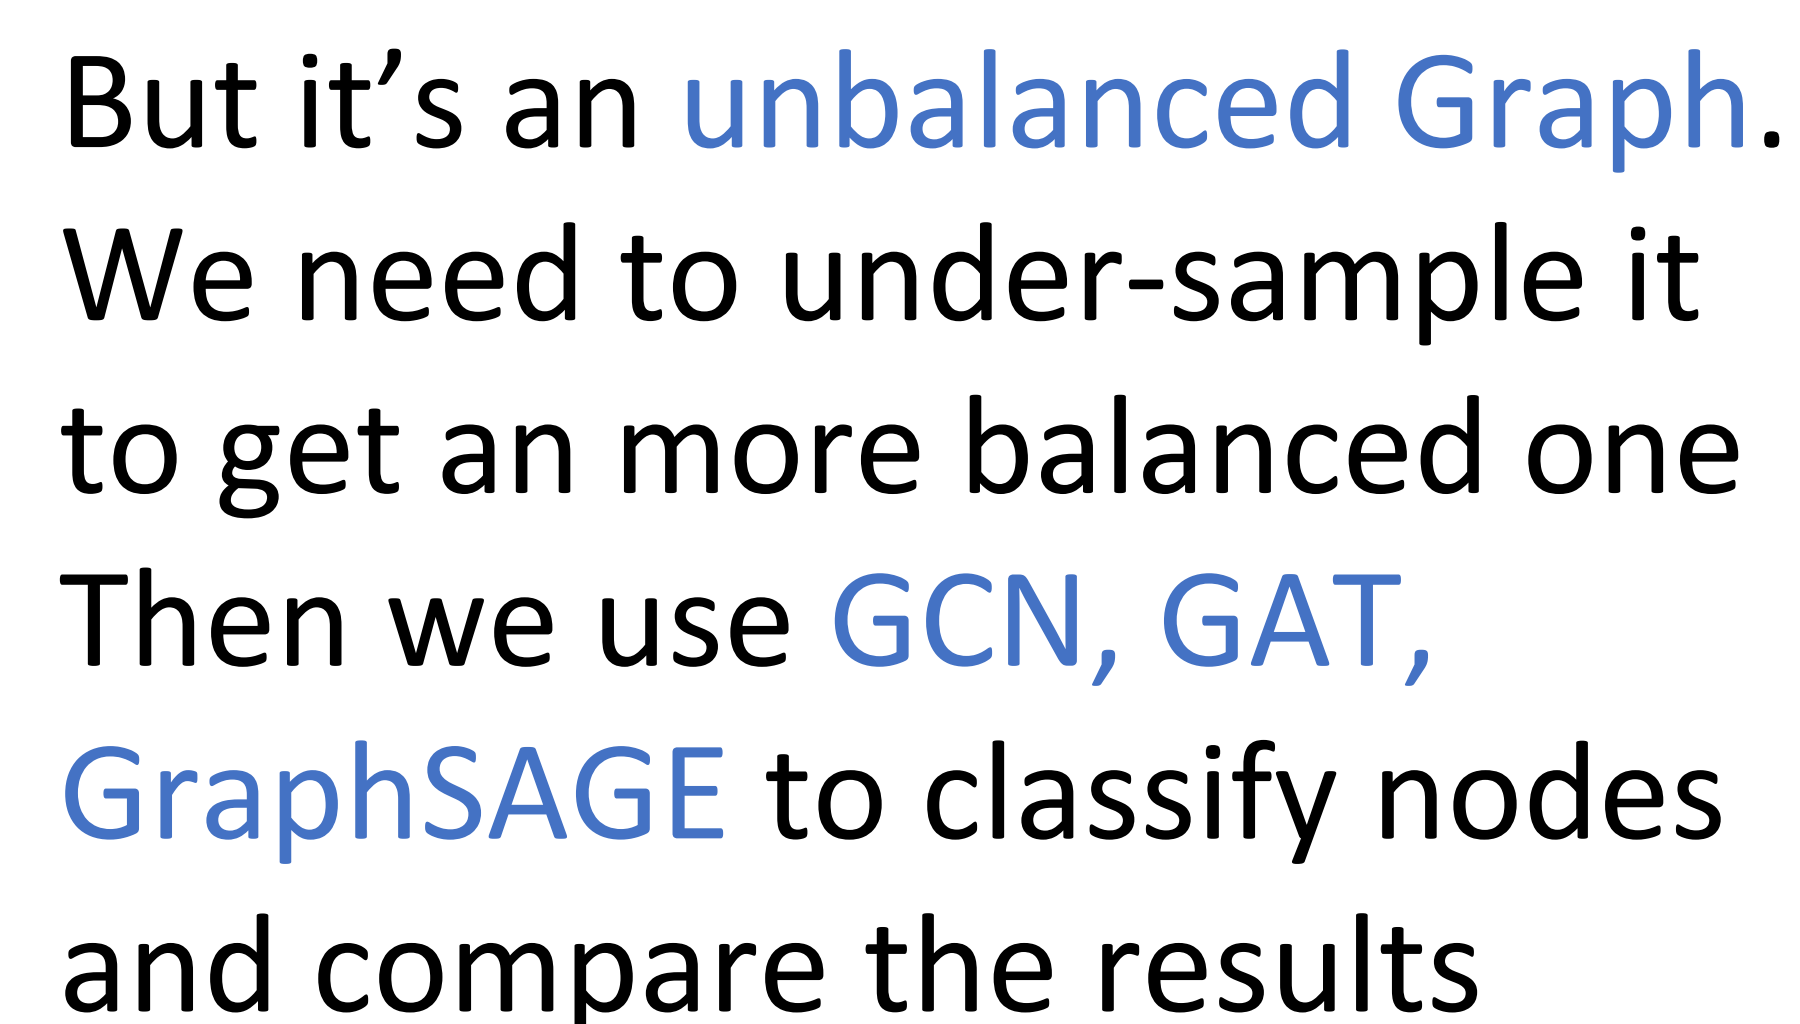 But it’s an unbalanced Graph.
We need to under-sample it
to get an more balanced one
Then we use GCN, GAT,
GraphSAGE to classify nodes
and compare the results